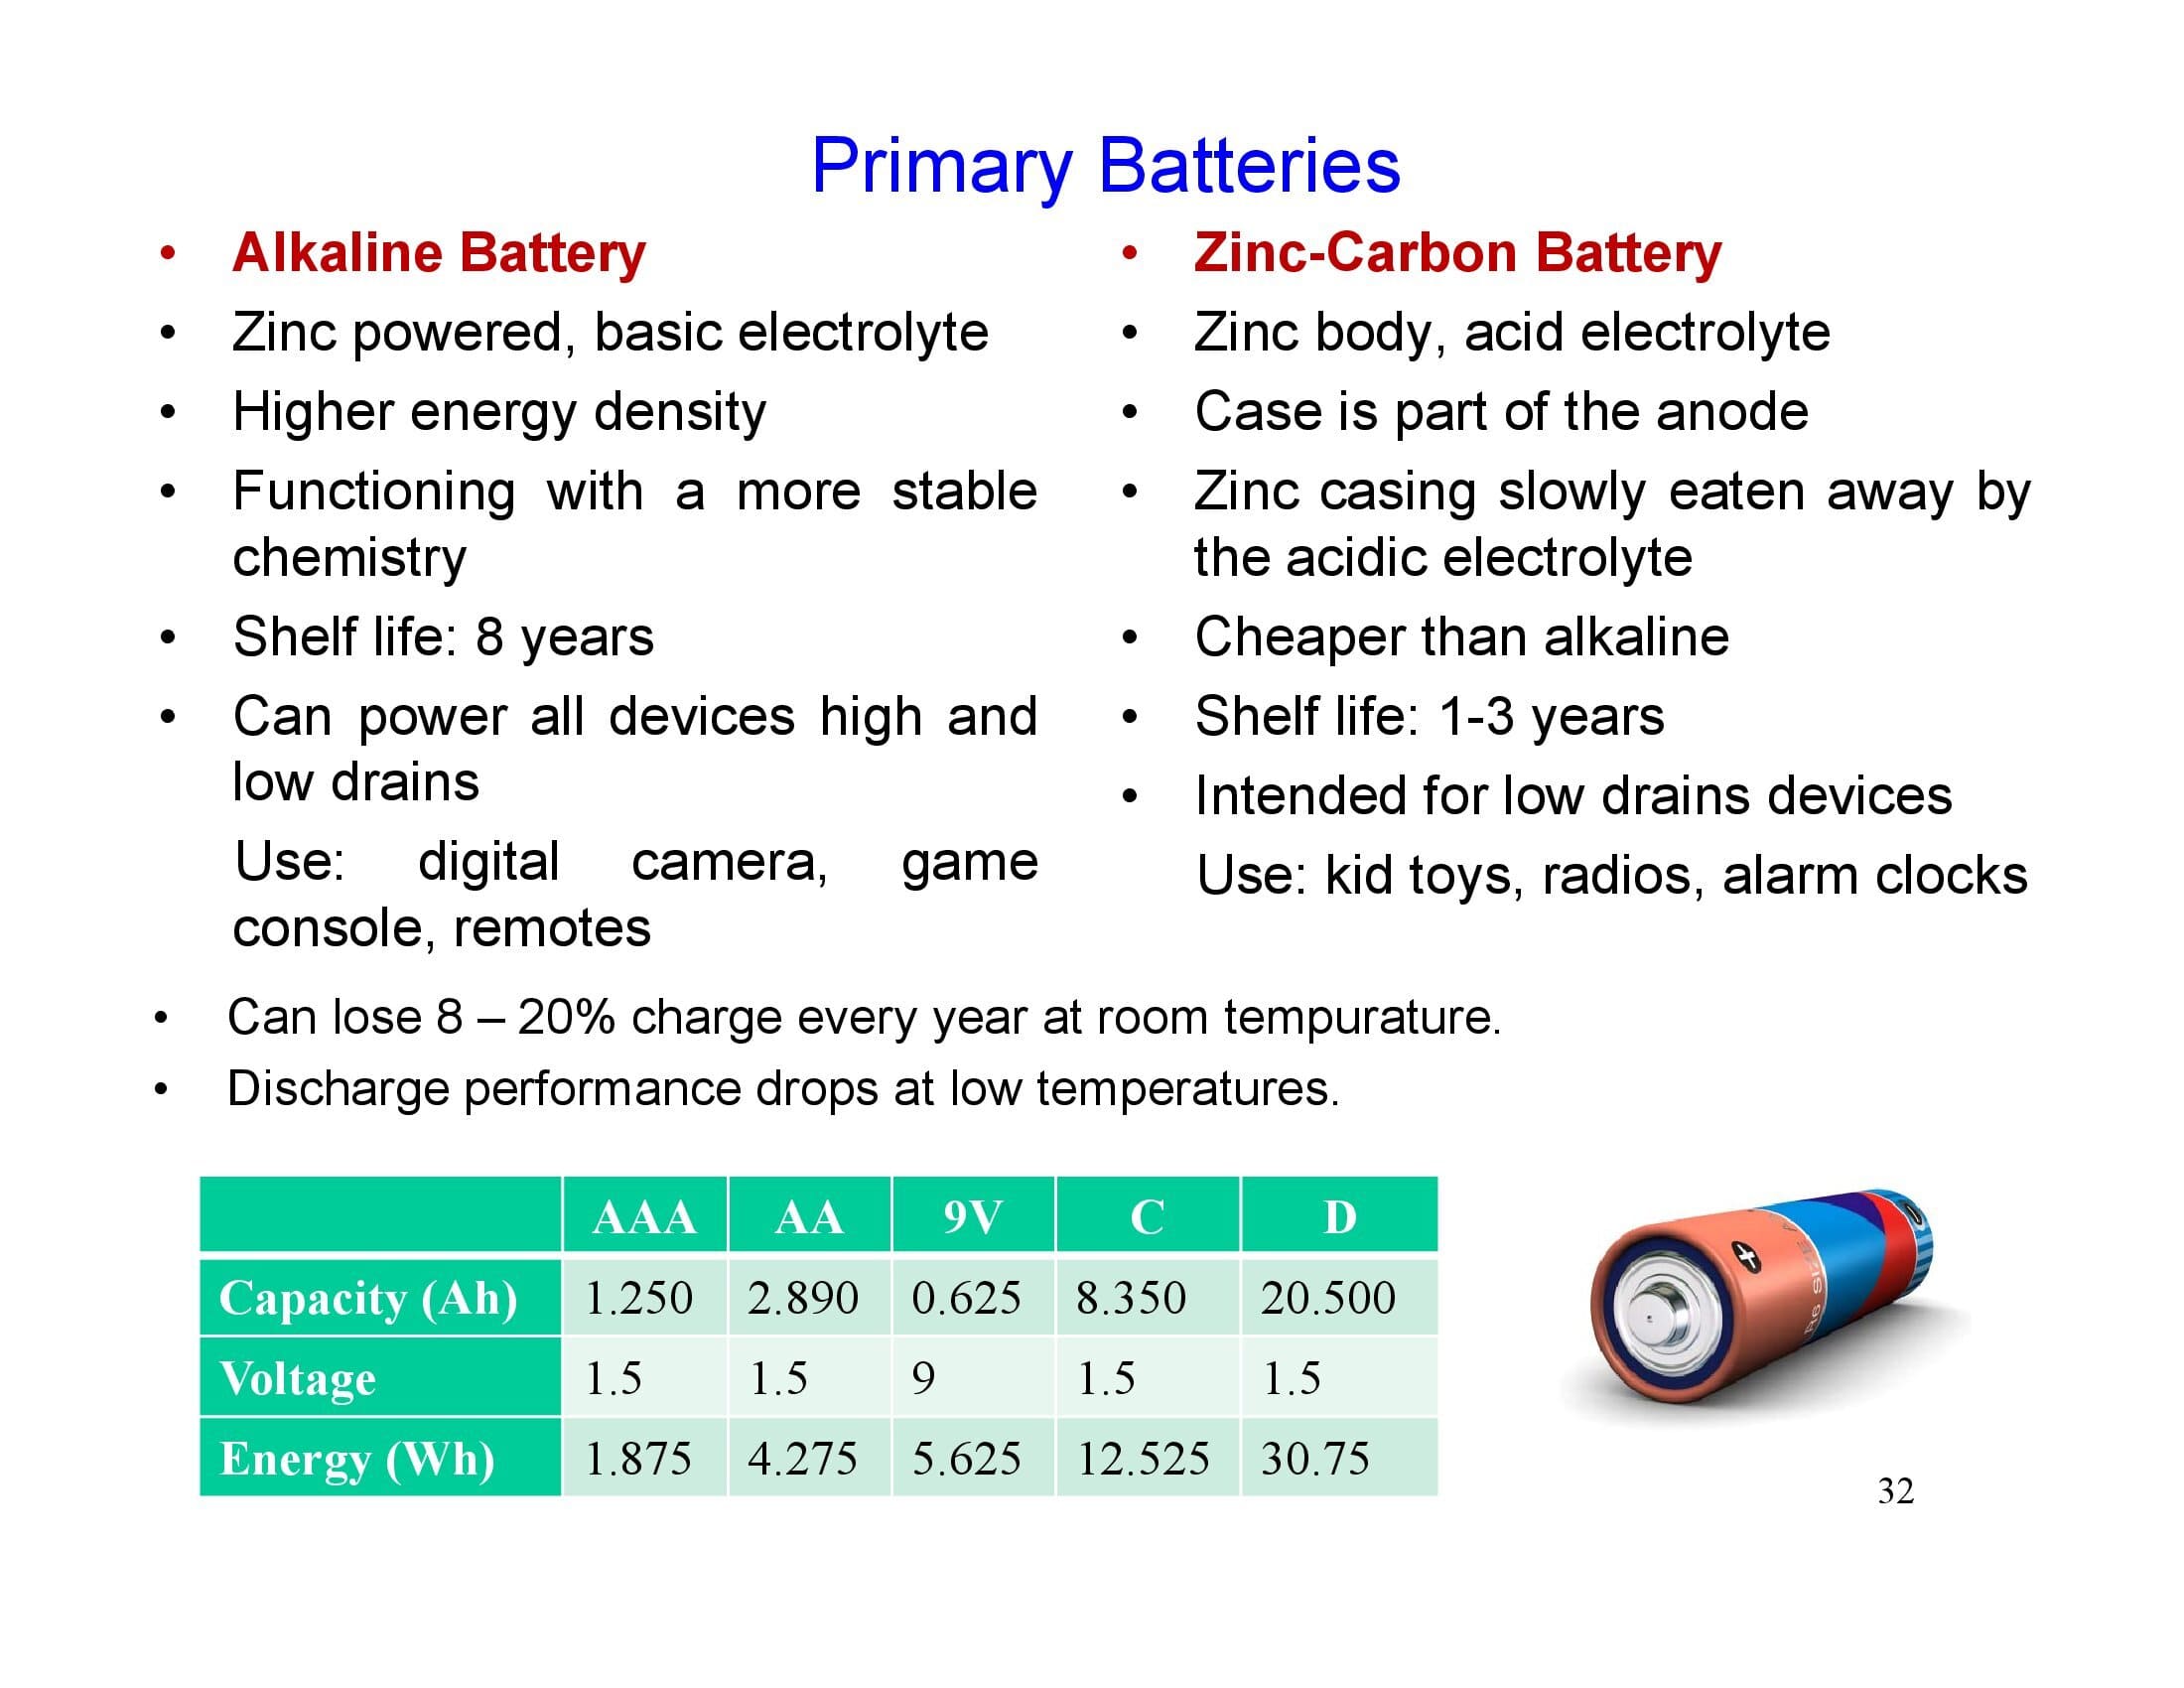 Primary Batteries
• Alkaline Battery
• Zinc powered, basic electrolyte
• Higher energy density
• Functioning with a more stable
chemistry
• Shelf life: 8 years
• Can power all devices high and
low drains
Use: digital camera, game
console, remotes
• Zinc-Carbon Battery
• Zinc body, acid electrolyte
• Case is part of the anode
• Zinc casing slowly eaten away by
the acidic electrolyte
• Cheaper than alkaline
• Shelf life: 1-3 years
• Intended for low drains devices
Use: kid toys, radios, alarm clocks
• Can lose 8 – 20% charge every year at room tempurature.
• Discharge performance drops at low temperatures.
AAA AA 9V C D
Capacity (Ah) 1.250 2.890 0.625 8.350 20.500
Voltage 1.5 1.5 9 1.5 1.5
Energy (Wh) 1.875 4.275 5.625 12.525 30.75
32